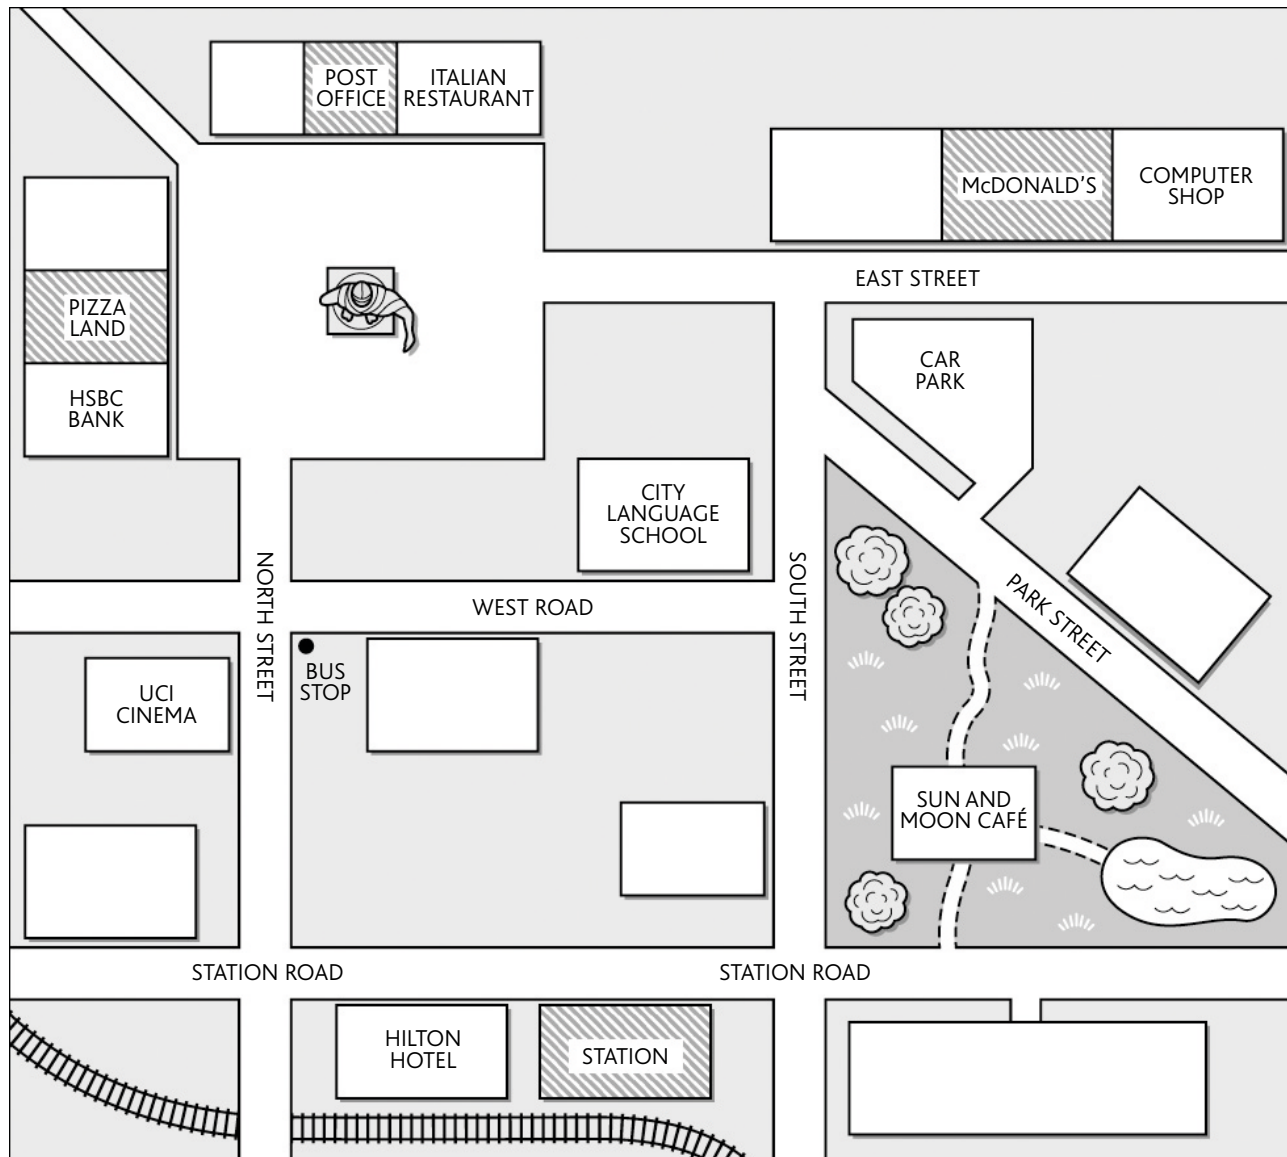 POST
OFFICE
ITALIAN
RESTAURANT
McDONALD'S
COMPUTER
SHOP
EAST STREET
PIZZA
LAND
HSBC
BANK
CAR
PARK
CITY
LANGUAGE
SCHOOL
NORTH STREET
WEST ROAD
SOUTH STREET
PARK STREET
BUS
STOP
UCI
CINEMA
SUN AND
MOON CAFÉ
STATION ROAD
STATION ROAD
HILTON
HOTEL
STATION